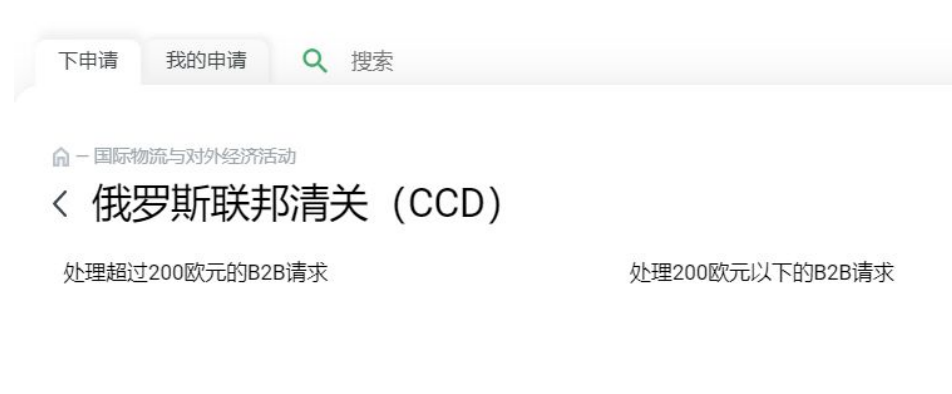 下申请 我的申请 搜索
– 国际物流与对外经济活动
俄罗斯联邦清关（CCD）
处理超过200欧元的B2B请求 处理200欧元以下的B2B请求